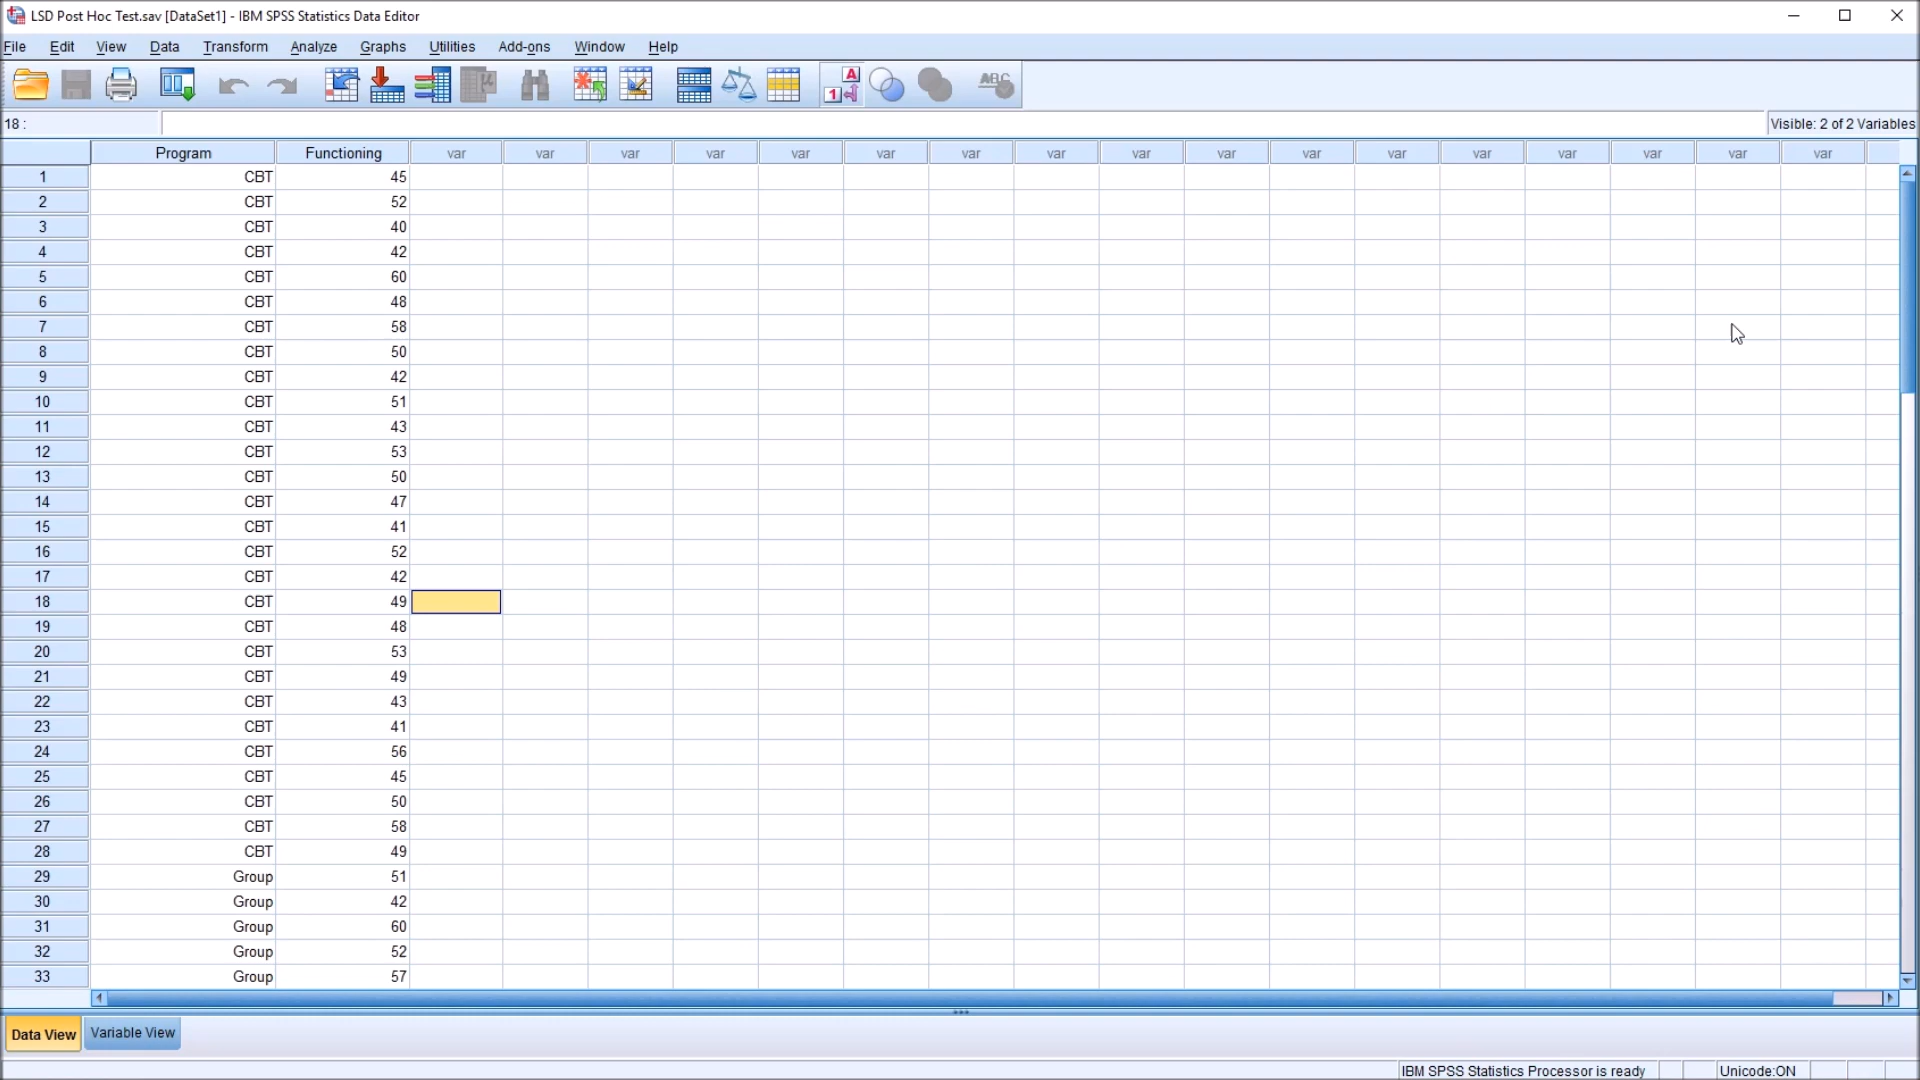 LSD Post Hoc Test.sav [DataSet1] - IBM SPSS Statistics Data Editor
File Edit View Data Transform Analyze Graphs Utilities Add-ons Window Help
A
1
ABC
18 : Visible: 2 of 2 Variables
Program Functioning var var var var var var var var var var var var var var var var var
1 CBT 45
2 CBT 52
3 CBT 40
4 CBT 42
5 CBT 60
6 CBT 48
7 CBT 58
8 CBT 50
9 CBT 42
10 CBT 51
11 CBT 43
12 CBT 53
13 CBT 50
14 CBT 47
15 CBT 41
16 CBT 52
17 CBT 42
18 CBT 49
19 CBT 48
20 CBT 53
21 CBT 49
22 CBT 43
23 CBT 41
24 CBT 56
25 CBT 45
26 CBT 50
27 CBT 58
28 CBT 49
29 Group 51
30 Group 42
31 Group 60
32 Group 52
33 Group 57
Data View Variable View
IBM SPSS Statistics Processor is ready Unicode:ON